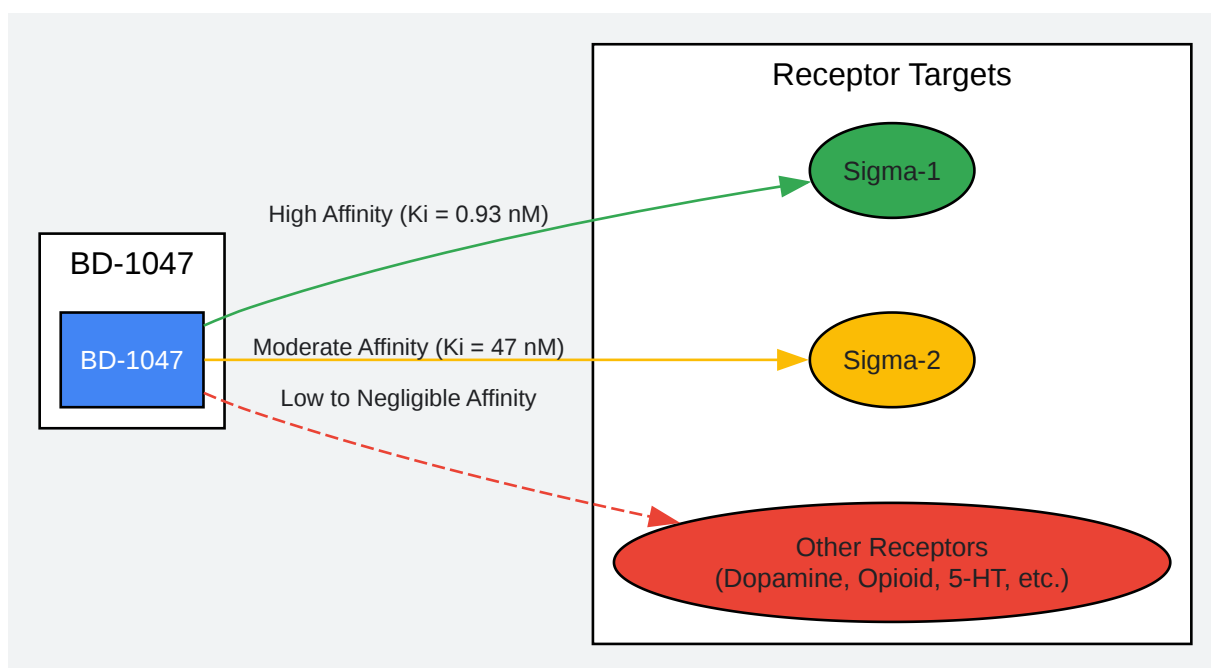 Receptor Targets
Sigma-1
High Affinity (Ki = 0.93 nM)
BD-1047
BD-1047
Moderate Affinity (Ki = 47 nM)
Sigma-2
Low to Negligible Affinity
Other Receptors
(Dopamine, Opioid, 5-HT, etc.)